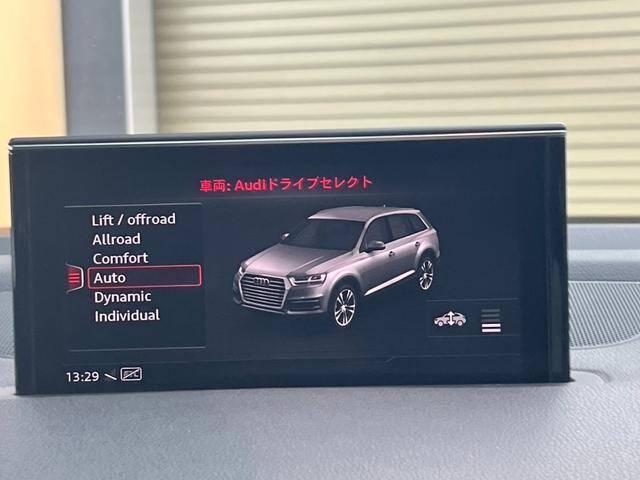 車両: Audiドライブセレクト
Lift / offroad
Allroad
Comfort
Auto
Dynamic
Individual
13:29 ETC